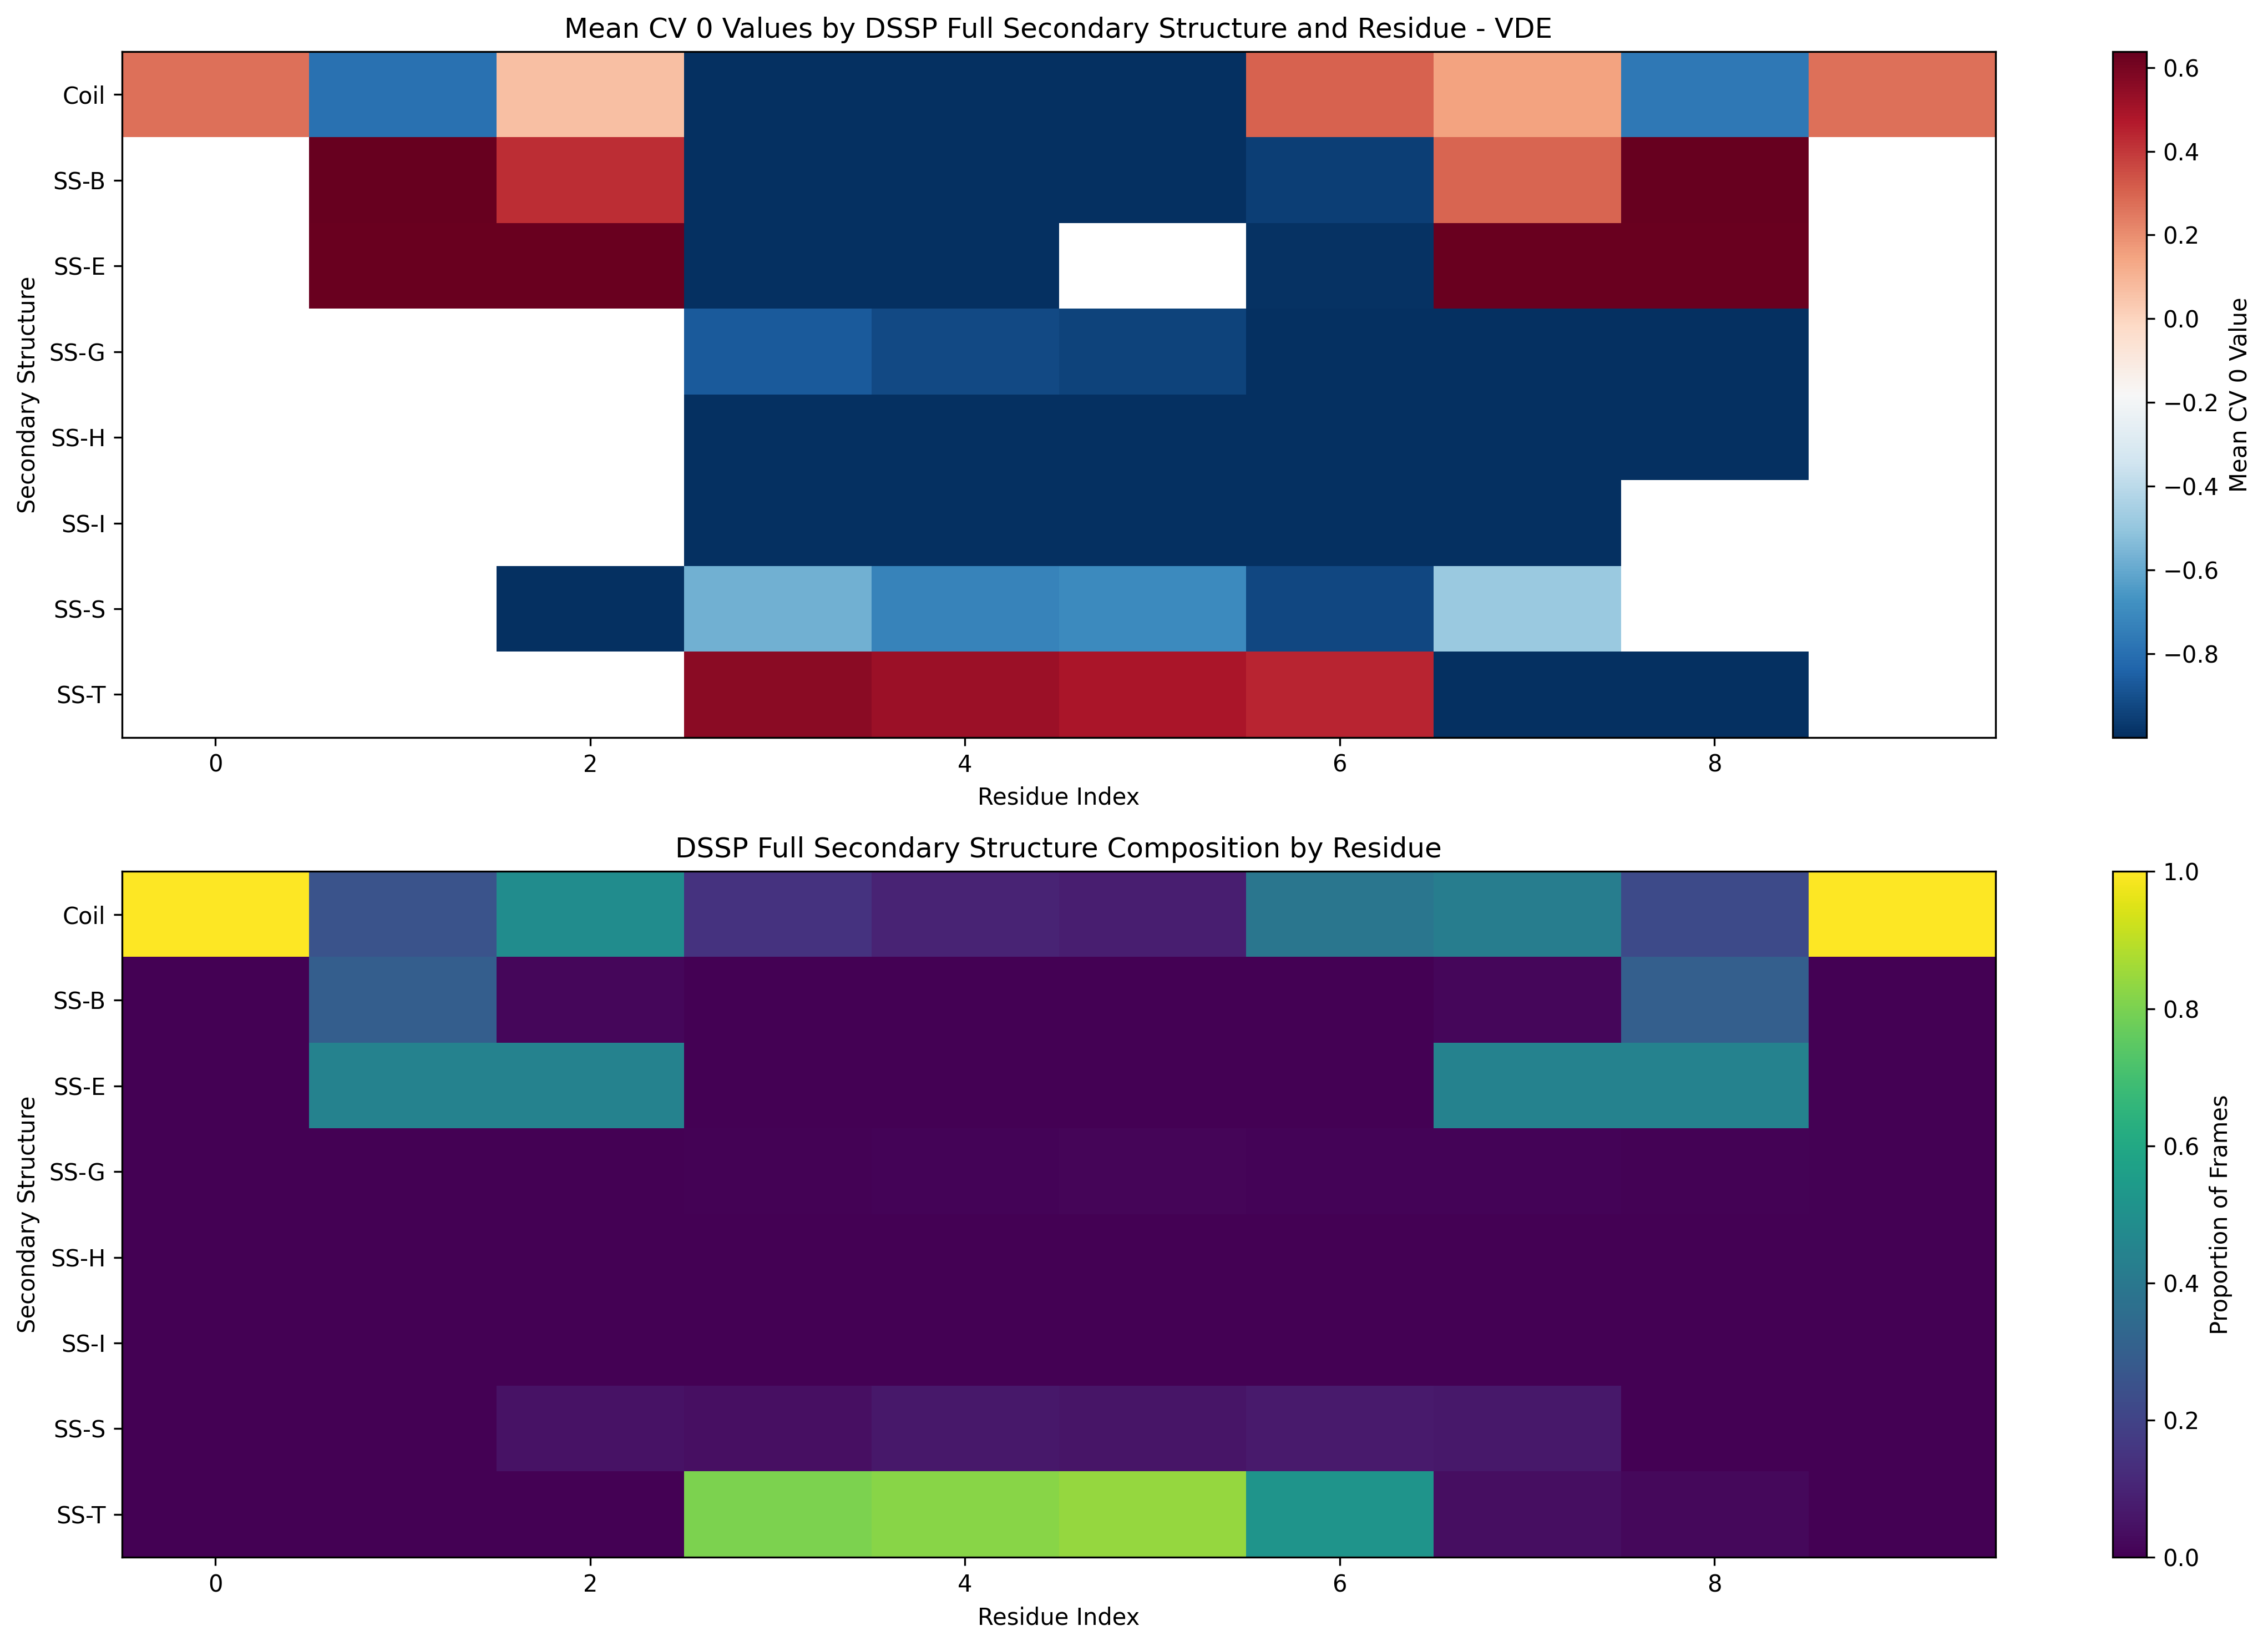 Mean CV 0 Values by DSSP Full Secondary Structure and Residue - VDE
Secondary Structure
Coil
SS-B
SS-E
SS-G
SS-H
SS-I
SS-S
SS-T
0 2 4 6 8
Residue Index
0.6
0.4
0.2
0.0
−0.2
−0.4
−0.6
−0.8
Mean CV 0 Value
DSSP Full Secondary Structure Composition by Residue
Secondary Structure
Coil
SS-B
SS-E
SS-G
SS-H
SS-I
SS-S
SS-T
0 2 4 6 8
Residue Index
1.0
0.8
0.6
0.4
0.2
0.0
Proportion of Frames